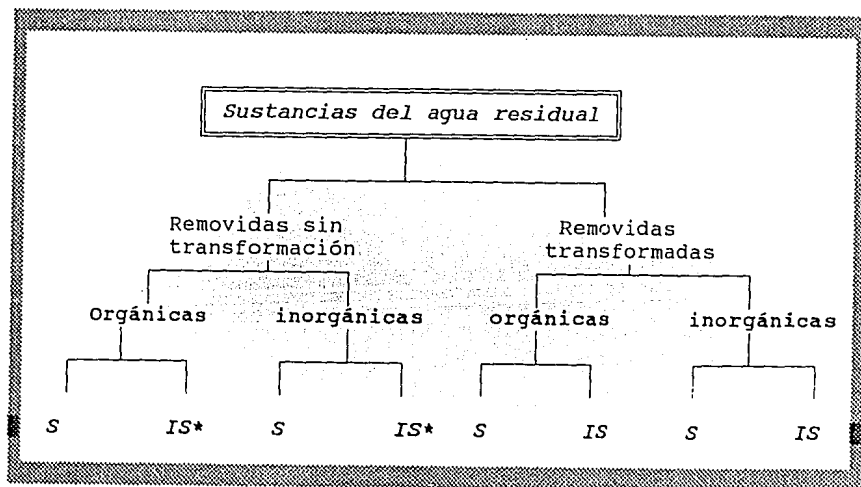 Sustancias del agua residual
Removidas sin
transformación
Removidas
transformadas
Orgánicas
inorgánicas
orgánicas
inorgánicas
S
IS*
S
IS*
S
IS
S
IS